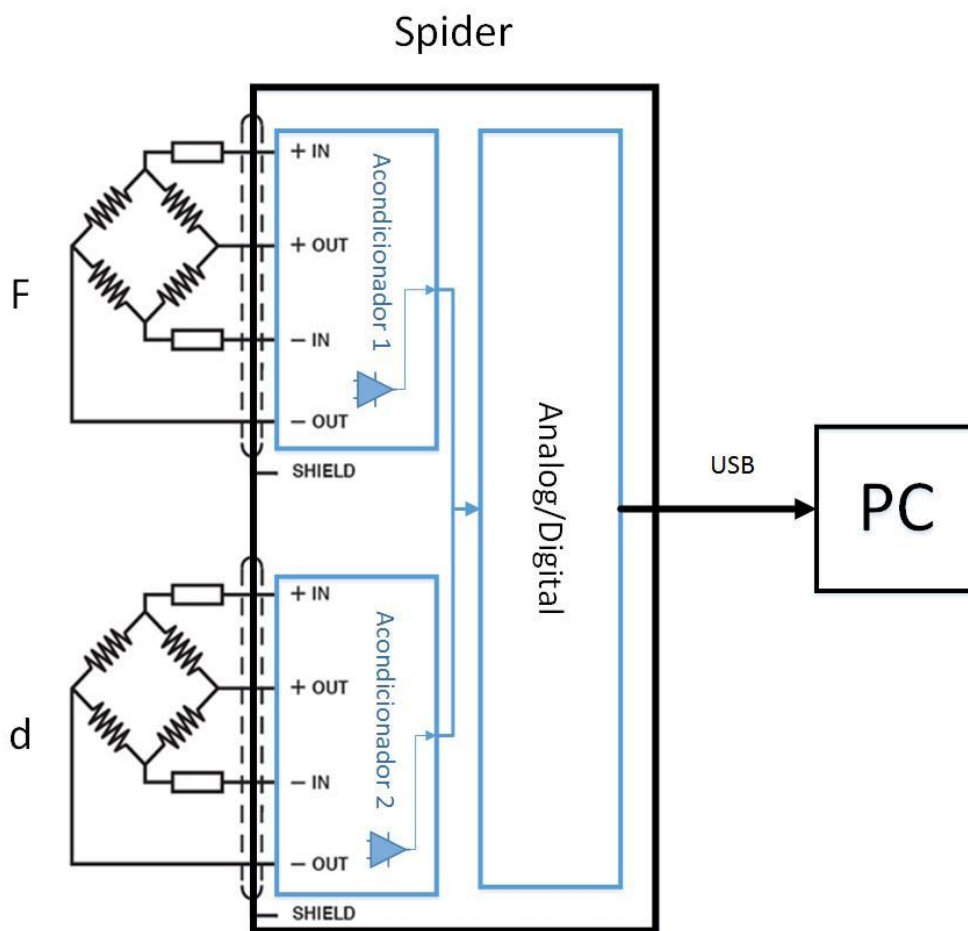 Spider
F
+ IN
+ OUT
− IN
− OUT
SHIELD
Acondicionador 1
d
+ IN
+ OUT
− IN
− OUT
SHIELD
Acondicionador 2
Analog/Digital
USB
PC